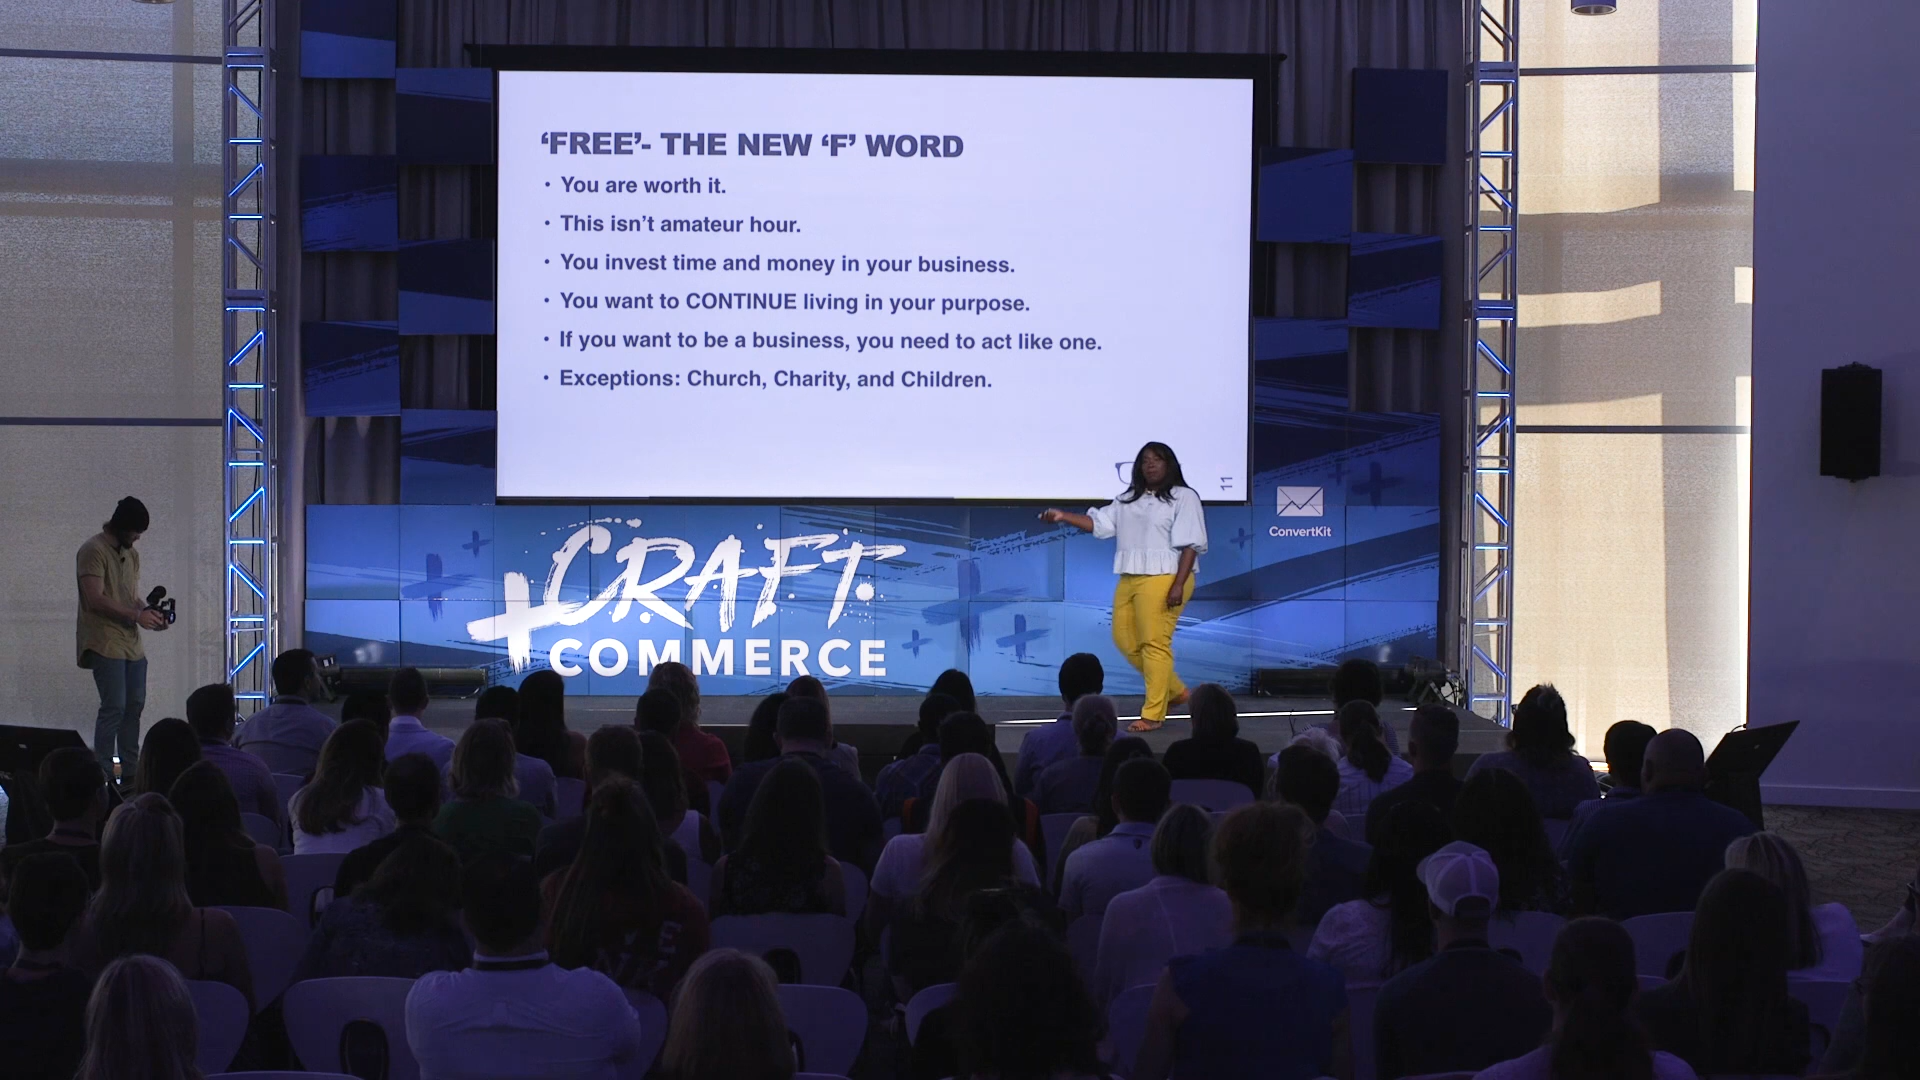 ‘FREE’- THE NEW ‘F’ WORD
• You are worth it.
• This isn’t amateur hour.
• You invest time and money in your business.
• You want to CONTINUE living in your purpose.
• If you want to be a business, you need to act like one.
• Exceptions: Church, Charity, and Children.
11
ConvertKit
+CRAFT
COMMERCE